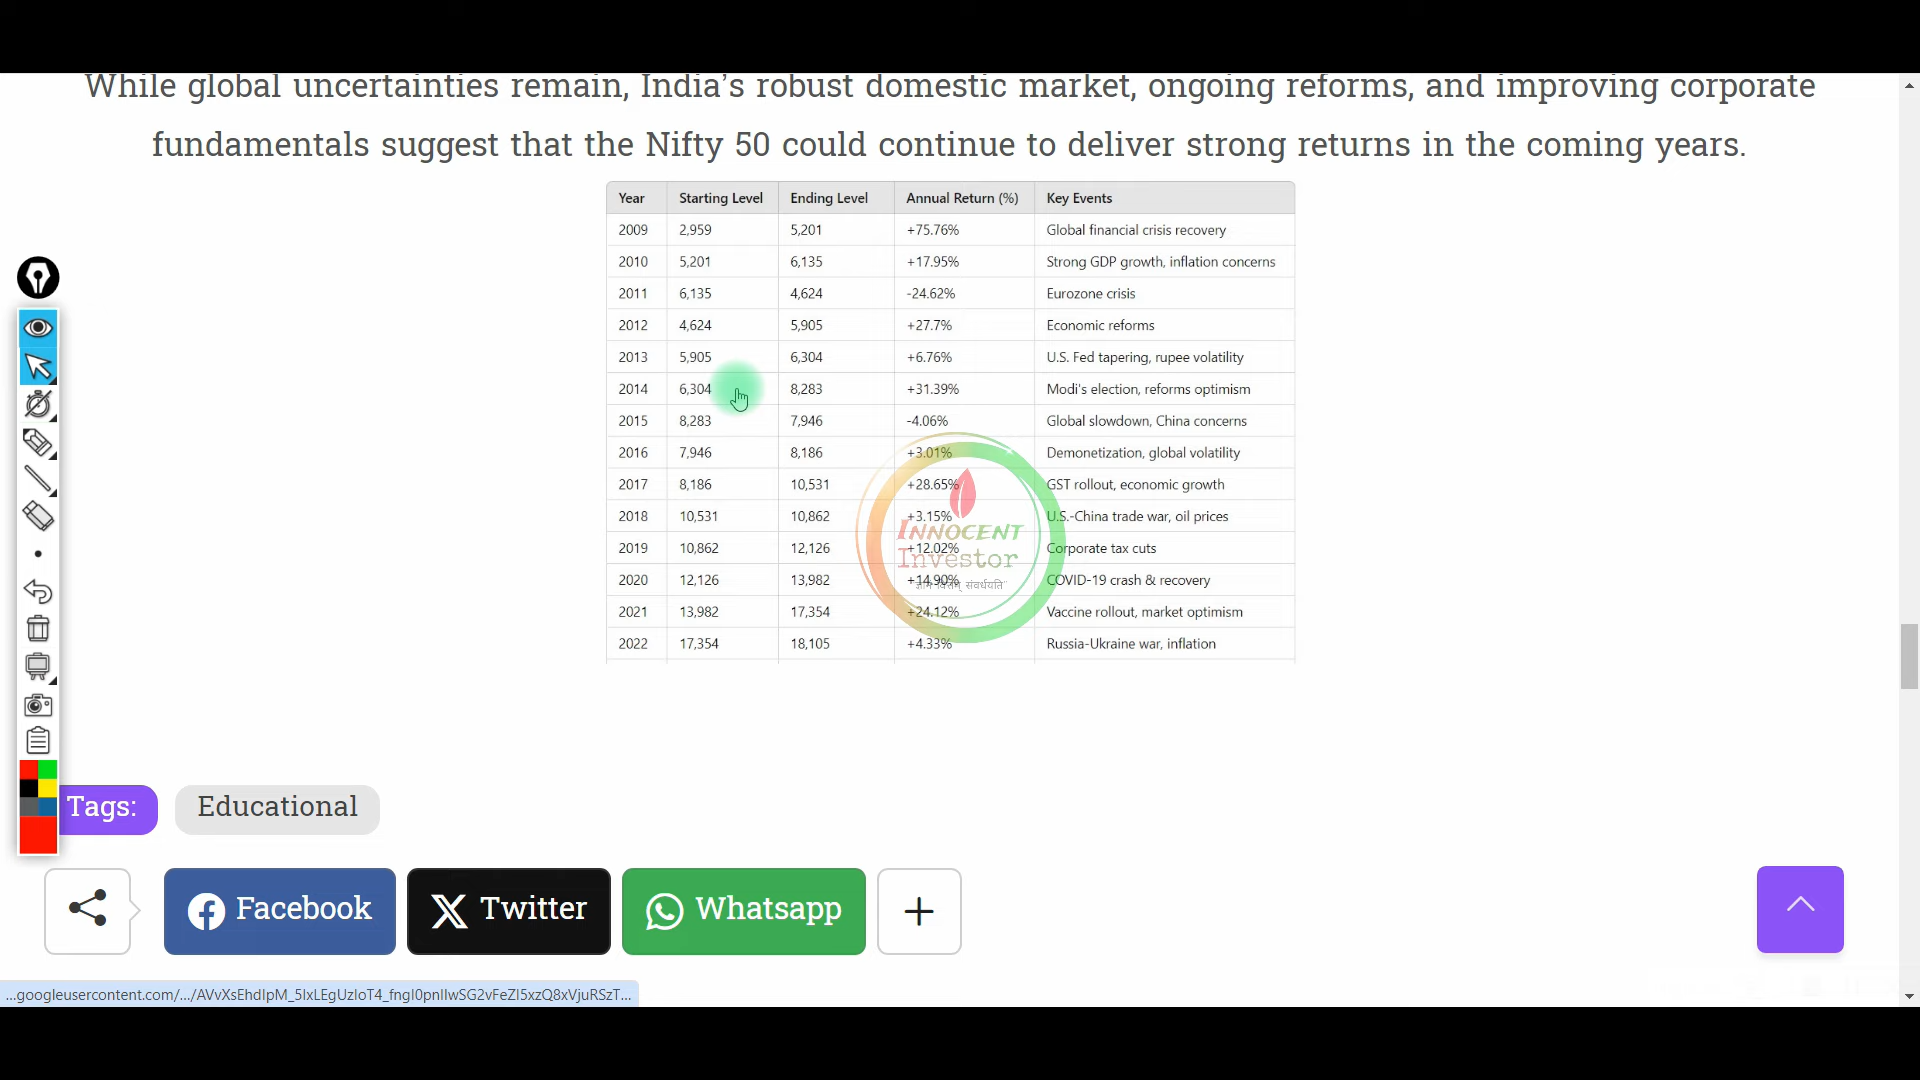 While global uncertainties remain, India's robust domestic market, ongoing reforms, and improving corporate
fundamentals suggest that the Nifty 50 could continue to deliver strong returns in the coming years.
Year Starting Level Ending Level Annual Return (%) Key Events
2009 2,959 5,201 +75.76% Global financial crisis recovery
2010 5,201 6,135 +17.95% Strong GDP growth, inflation concerns
2011 6,135 4,624 -24.62% Eurozone crisis
2012 4,624 5,905 +27.7% Economic reforms
2013 5,905 6,304 +6.76% U.S. Fed tapering, rupee volatility
2014 6,304 8,283 +31.39% Modi's election, reforms optimism
2015 8,283 7,946 -4.06% Global slowdown, China concerns
2016 7,946 8,186 +3.01% Demonetization, global volatility
2017 8,186 10,531 +28.65% GST rollout, economic growth
2018 10,531 10,862 +3.15% U.S.-China trade war, oil prices
INNOCENT
2019 10,862 12,126 +12.02% Corporate tax cuts
Investor
2020 12,126 13,982 +14.90% COVID-19 crash & recovery
2021 13,982 17,354 +24.12% Vaccine rollout, market optimism
2022 17,354 18,105 +4.33% Russia-Ukraine war, inflation
Tags: Educational
Facebook Twitter Whatsapp